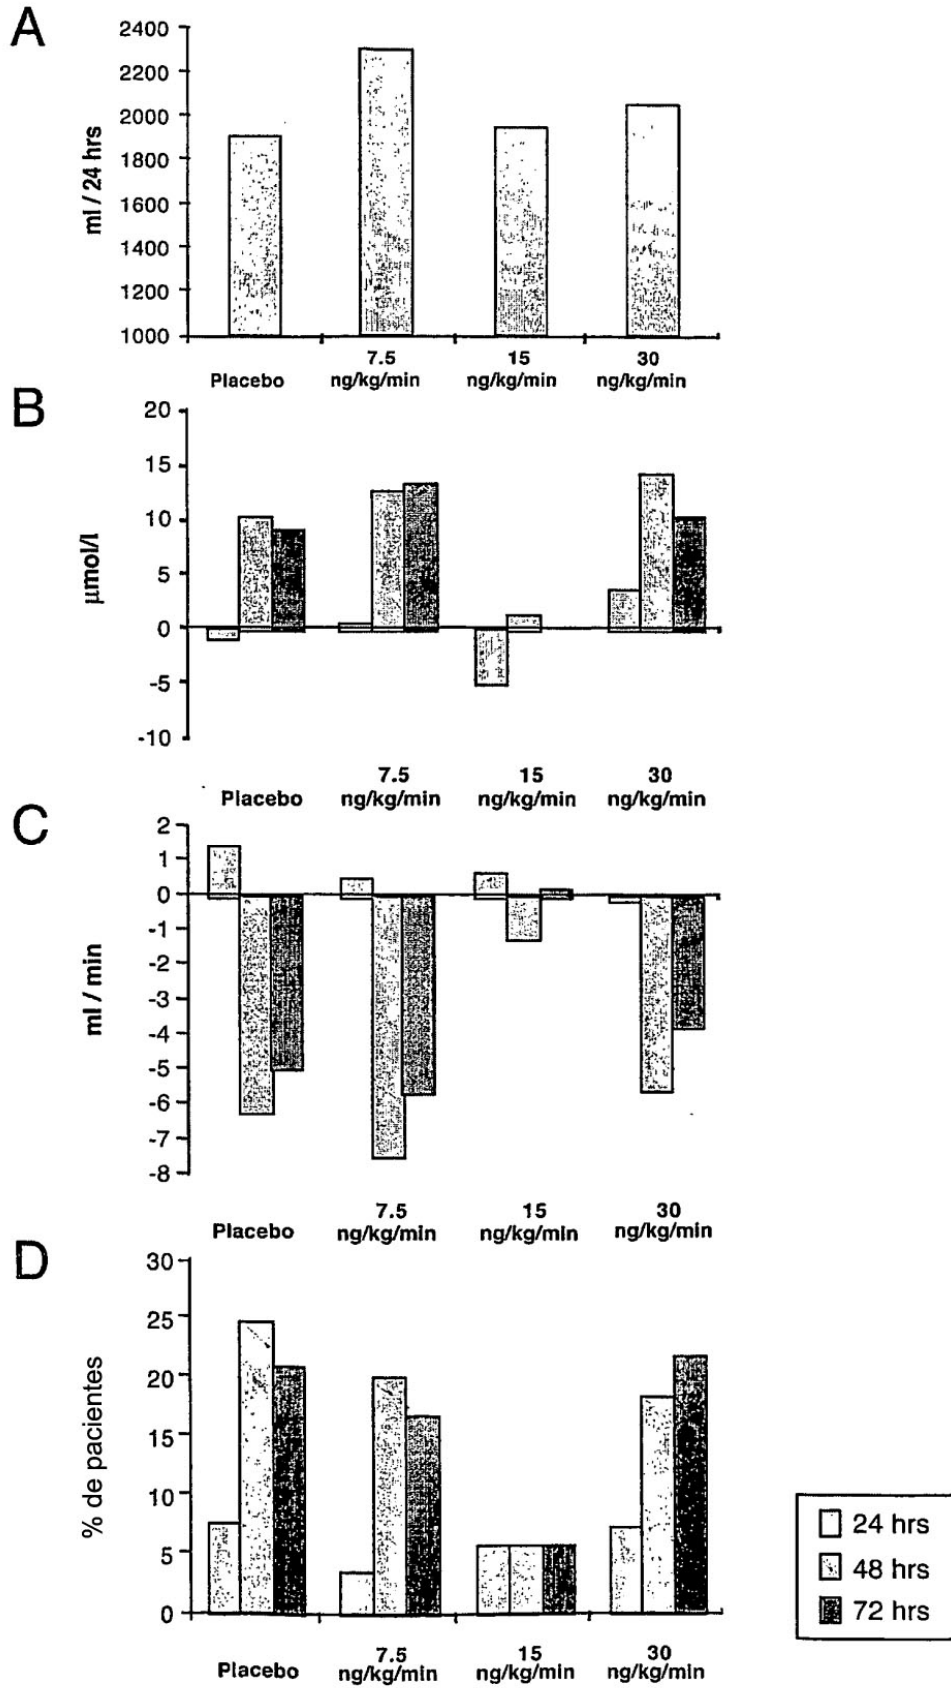 A
ml / 24 hrs
2400
2200
2000
1800
1600
1400
1200
1000
Placebo
7.5
ng/kg/min
15
ng/kg/min
30
ng/kg/min
B
µmol/l
20
15
10
5
0
-5
-10
Placebo
7.5
ng/kg/min
15
ng/kg/min
30
ng/kg/min
C
ml / min
2
1
0
-1
-2
-3
-4
-5
-6
-7
-8
Placebo
7.5
ng/kg/min
15
ng/kg/min
30
ng/kg/min
D
% de pacientes
30
25
20
15
10
5
0
Placebo
7.5
ng/kg/min
15
ng/kg/min
30
ng/kg/min
24 hrs
48 hrs
72 hrs